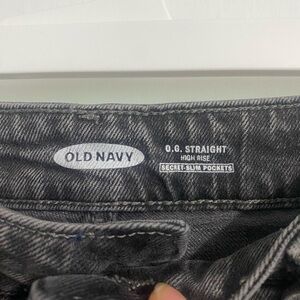 OLD NAVY
O.G. STRAIGHT
HIGH RISE
SECRET-SLIM POCKETS